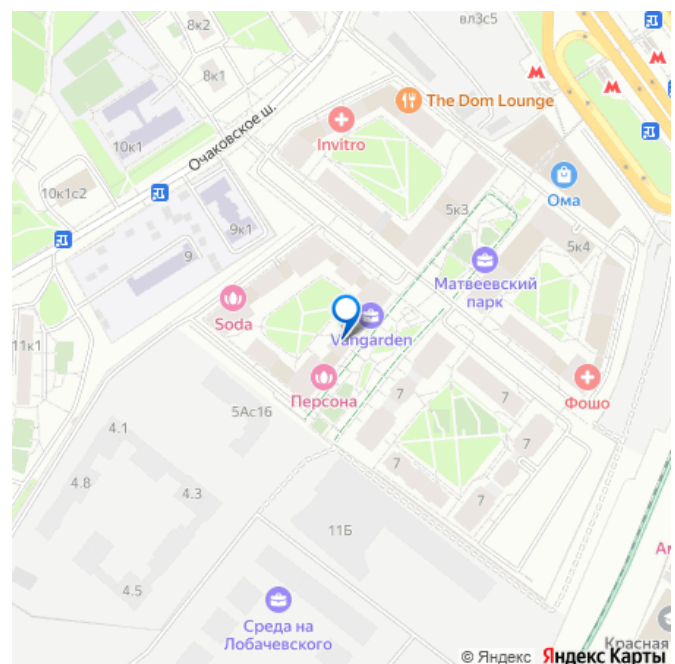 8к2
вл3с5
8к1
The Dom Lounge
Очаковское ш.
Invitro
10к1
10к1с2
Ома
5к3
9к1
5к4
9
Матвеевский
парк
Soda
Vangarden
11к1
Персона
7
Фошо
5Ас16
7
7
4.1
7
7
4.8
4.3
11Б
4.5
Среда на
Лобачевского
Красная
© Яндекс Яндекс Карты